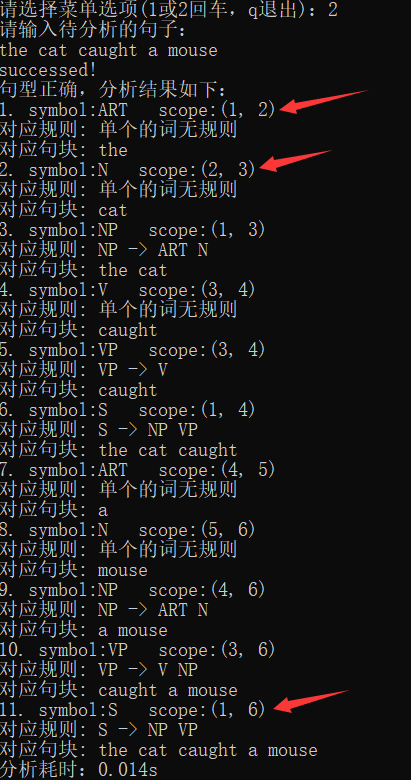 请选择菜单选项(1或2回车，q退出)：2
请输入待分析的句子：
the cat caught a mouse
successed!
句型正确，分析结果如下：
1. symbol:ART   scope:(1, 2)
对应规则: 单个的词无规则
对应句块: the
2. symbol:N   scope:(2, 3)
对应规则: 单个的词无规则
对应句块: cat
3. symbol:NP   scope:(1, 3)
对应规则: NP -> ART N
对应句块: the cat
4. symbol:V   scope:(3, 4)
对应规则: 单个的词无规则
对应句块: caught
5. symbol:VP   scope:(3, 4)
对应规则: VP -> V
对应句块: caught
6. symbol:S   scope:(1, 4)
对应规则: S -> NP VP
对应句块: the cat caught
7. symbol:ART   scope:(4, 5)
对应规则: 单个的词无规则
对应句块: a
8. symbol:N   scope:(5, 6)
对应规则: 单个的词无规则
对应句块: mouse
9. symbol:NP   scope:(4, 6)
对应规则: NP -> ART N
对应句块: a mouse
10. symbol:VP   scope:(3, 6)
对应规则: VP -> V NP
对应句块: caught a mouse
11. symbol:S   scope:(1, 6)
对应规则: S -> NP VP
对应句块: the cat caught a mouse
分析耗时：0.014s